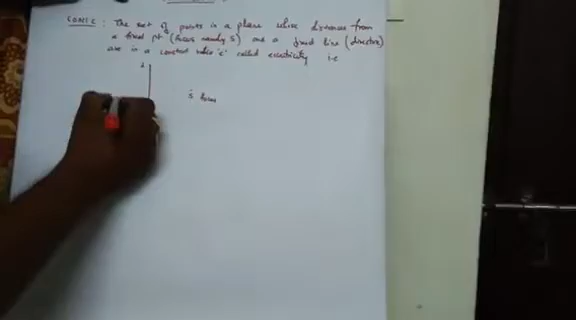 CONIC : The set of points in a plane whose distances from
a fixed pt (focus namely S) and a fixed line (directrix)
are in a constant ratio 'e' called eccentricity i.e
S focus